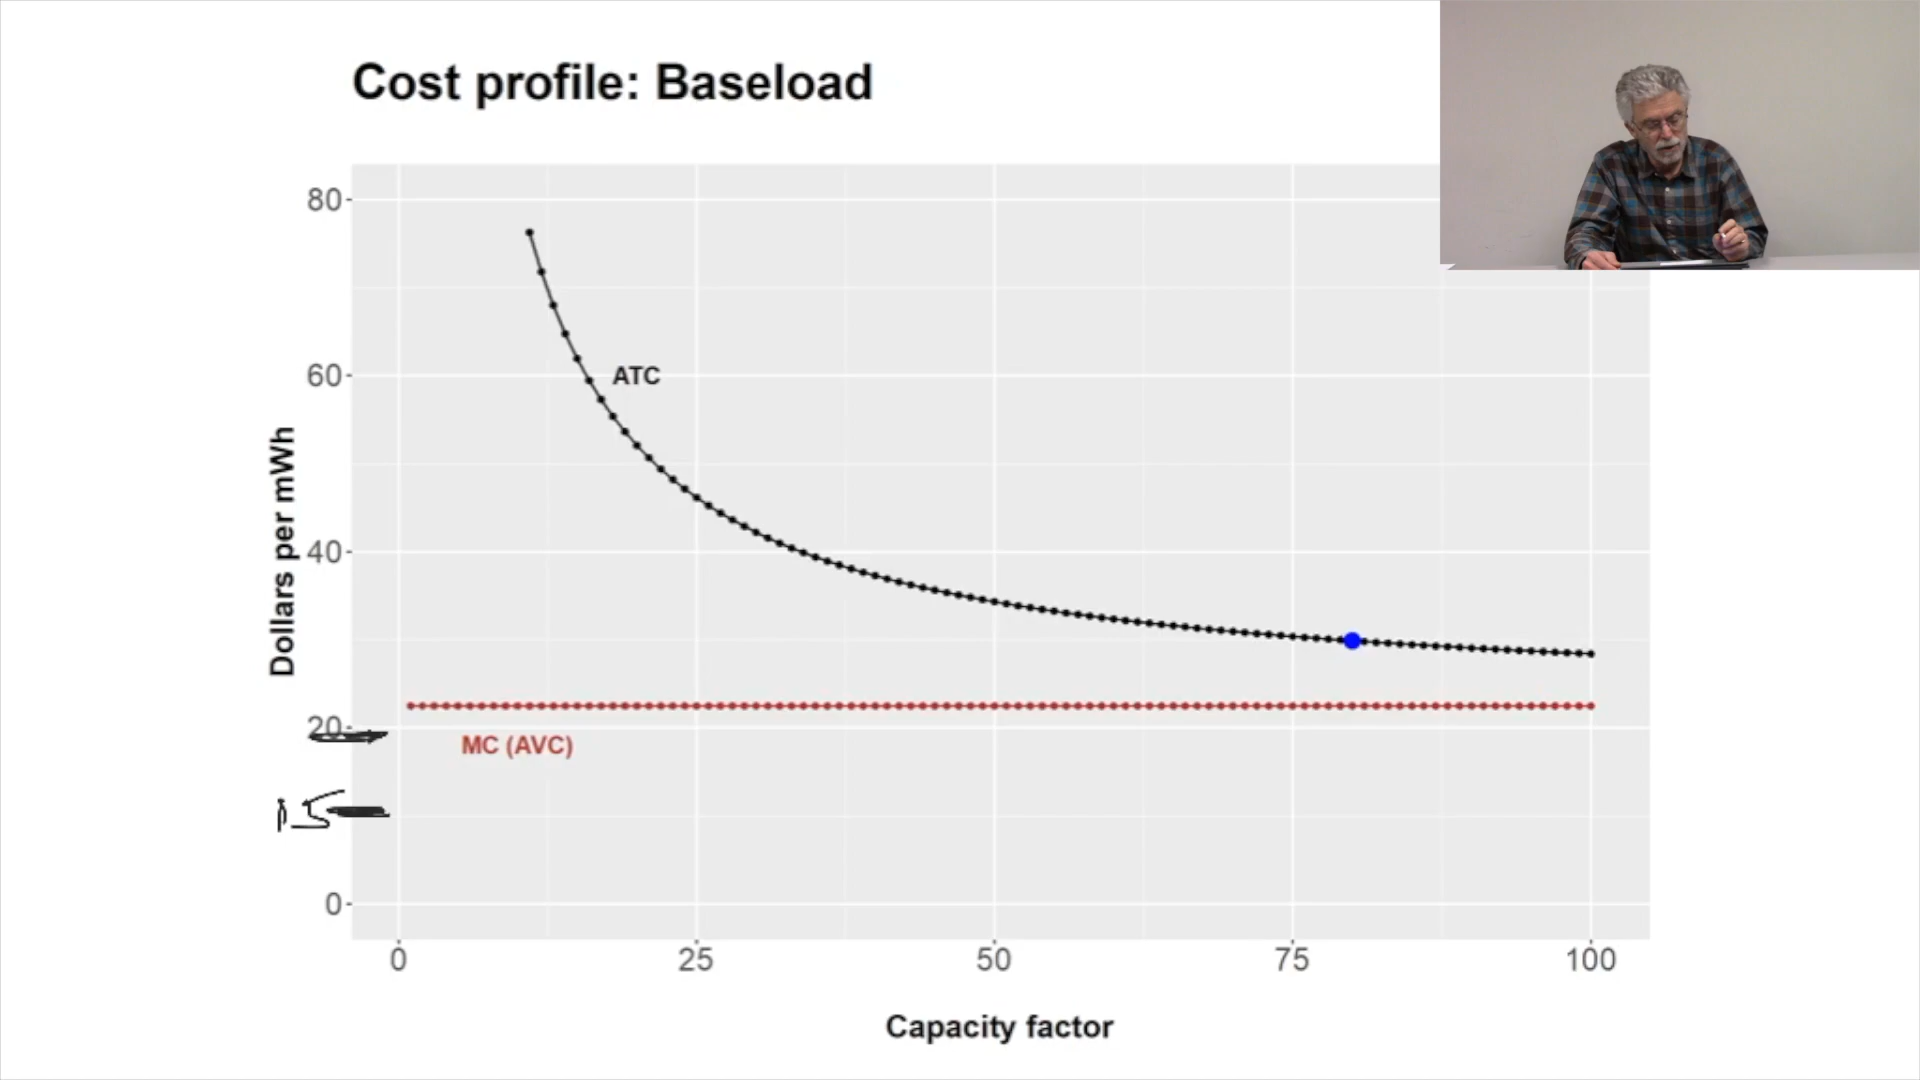 Cost profile: Baseload
80
ATC
60
Dollars per mWh
40
20
MC (AVC)
15
0
0 25 50 75 100
Capacity factor